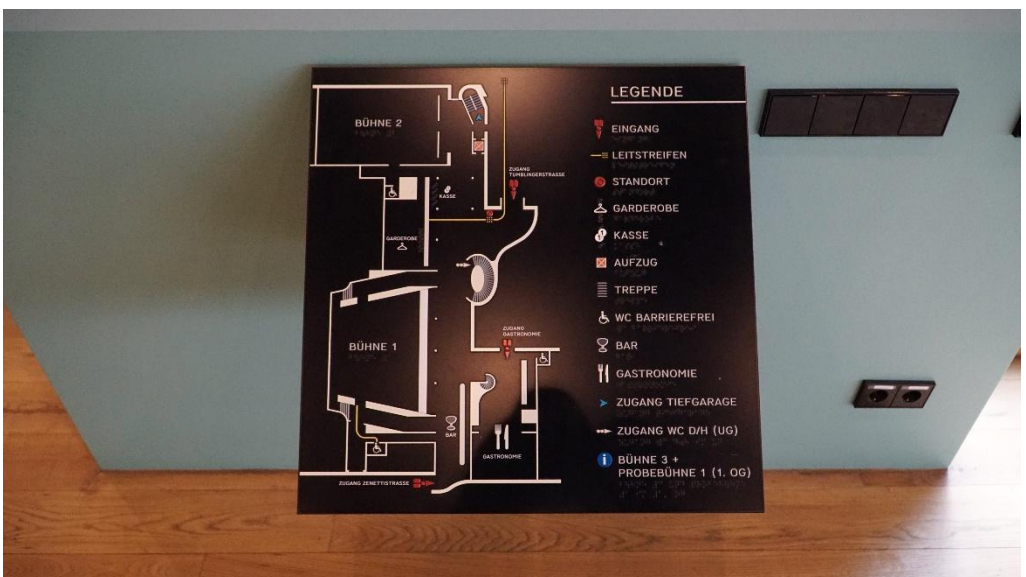 BÜHNE 2
KASSE
ZUGANG
TUMBLINGERSTRASSE
GARDEROBE
BÜHNE 1
ZUGANG
GASTRONOMIE
BAR
GASTRONOMIE
ZUGANG ZENETTISTRASSE
LEGENDE
EINGANG
LEITSTREIFEN
STANDORT
GARDEROBE
KASSE
AUFZUG
TREPPE
WC BARRIEREFREI
BAR
GASTRONOMIE
ZUGANG TIEFGARAGE
ZUGANG WC D/H (UG)
i BÜHNE 3 +
PROBEBÜHNE 1 (1. OG)